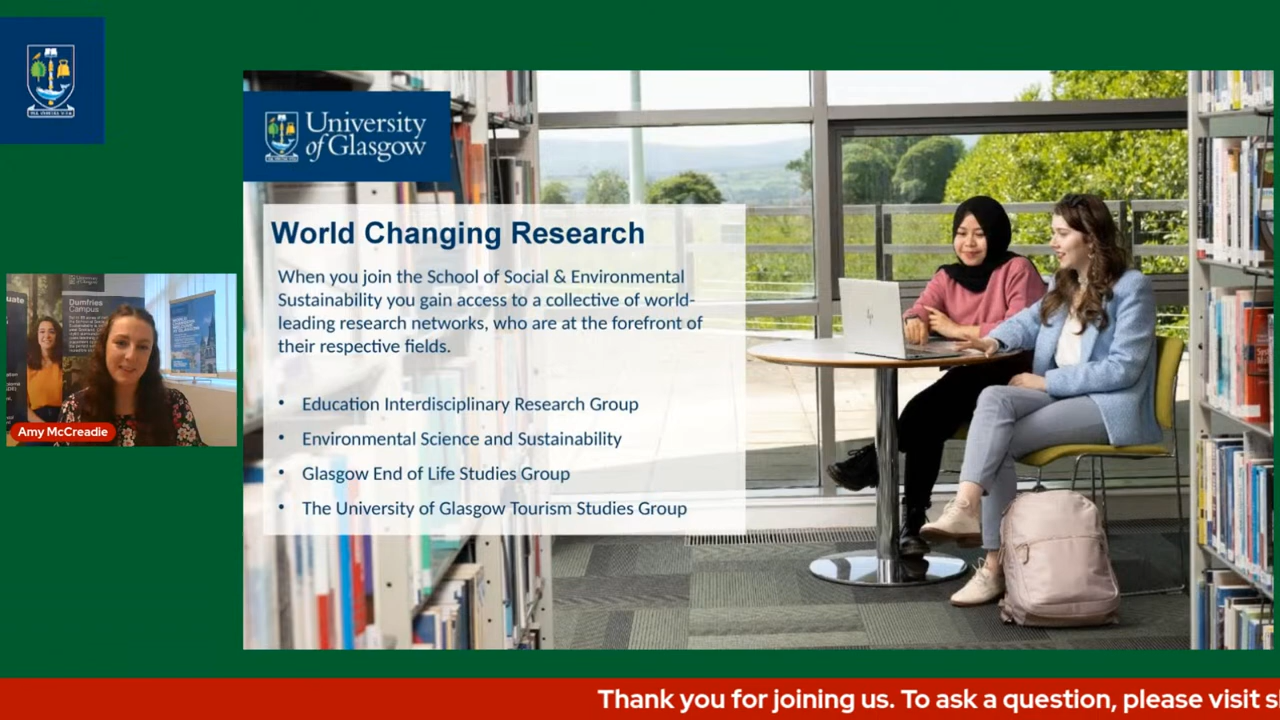 University
of Glasgow
World Changing Research
When you join the School of Social & Environmental
Sustainability you gain access to a collective of world-
leading research networks, who are at the forefront of
their respective fields.
• Education Interdisciplinary Research Group
• Environmental Science and Sustainability
• Glasgow End of Life Studies Group
• The University of Glasgow Tourism Studies Group
Dumfries
Campus
Amy McCreadie
Thank you for joining us. To ask a question, please visit s